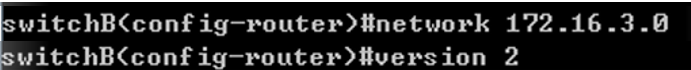 switchB(config-router)#network 172.16.3.0
switchB(config-router)#version 2